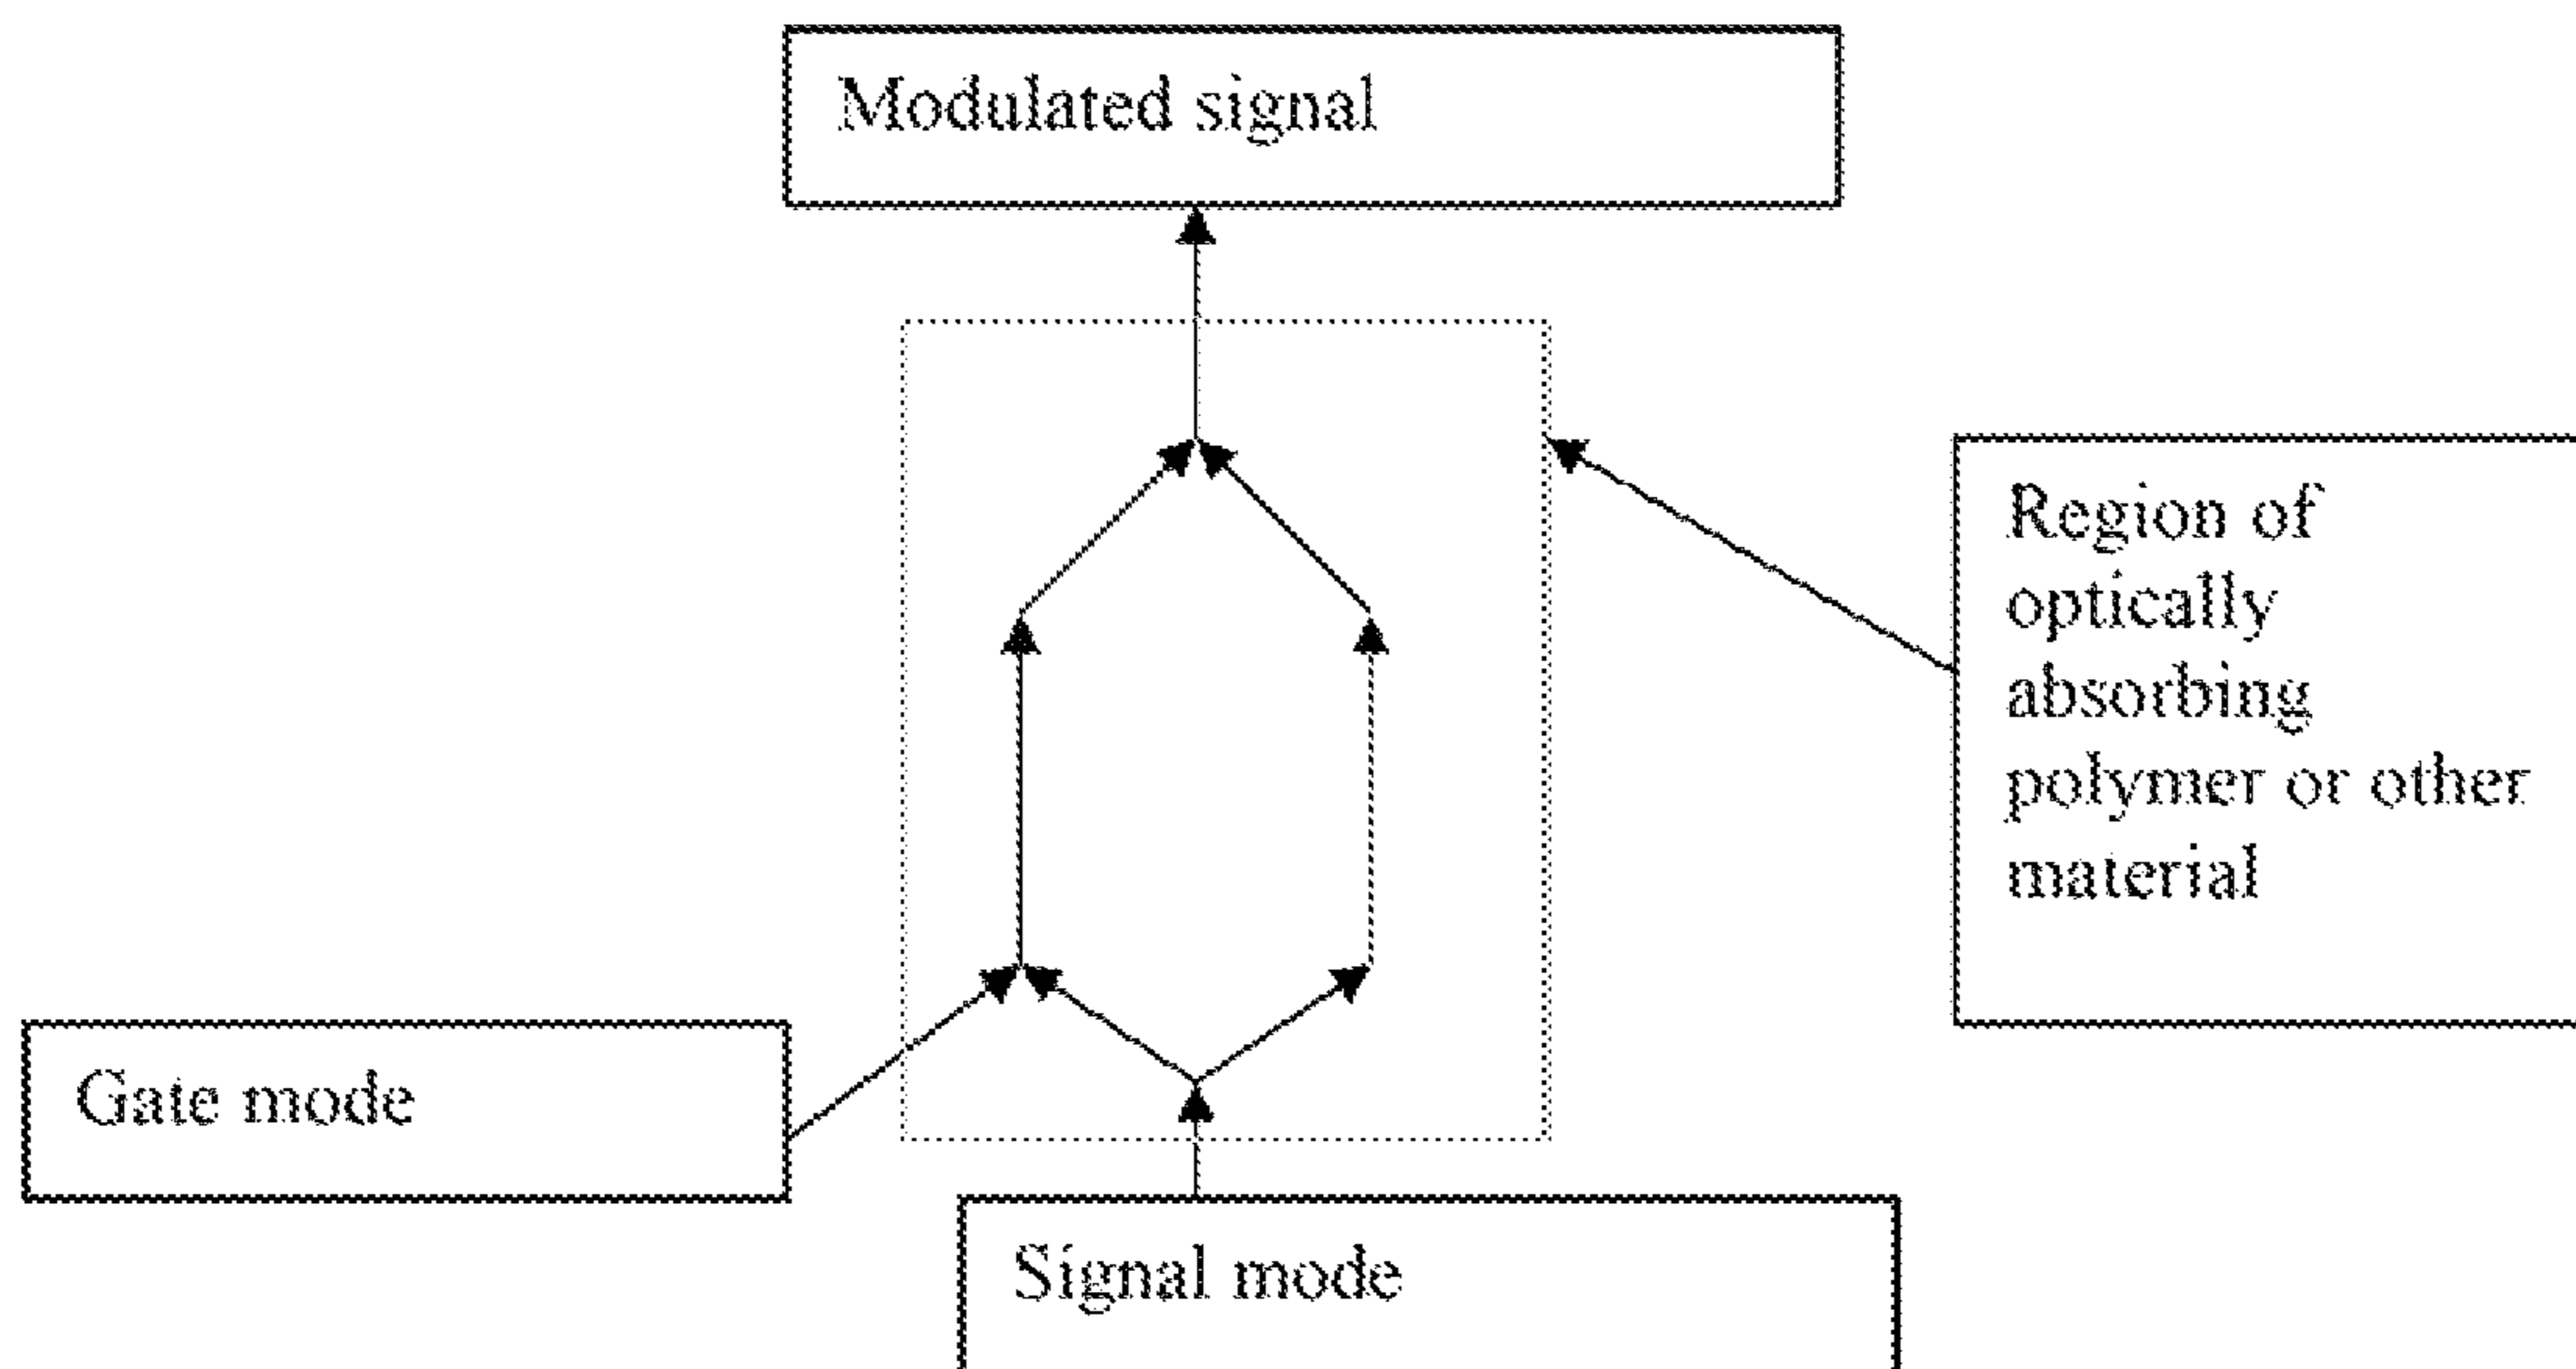 Modulated signal
Region of
optically
absorbing
polymer or other
material
Gate mode
Signal mode